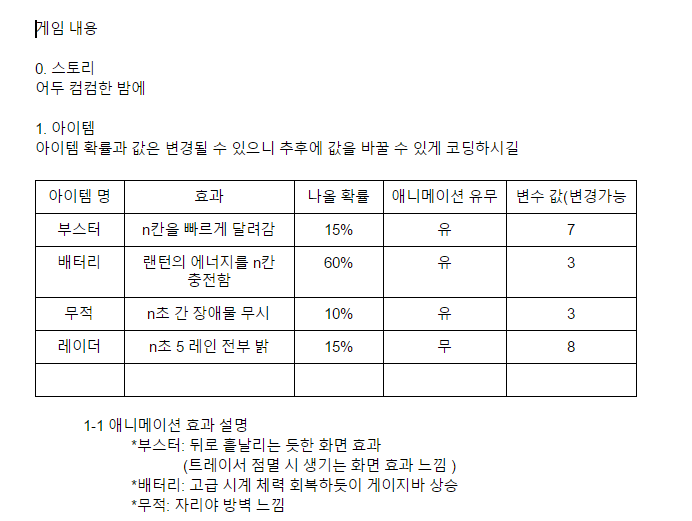 게임 내용
0. 스토리
어두 컴컴한 밤에
1. 아이템
아이템 확률과 값은 변경될 수 있으니 추후에 값을 바꿀 수 있게 코딩하시길
아이템 명 효과 나올 확률 애니메이션 유무 변수 값(변경가능
부스터 n칸을 빠르게 달려감 15% 유 7
배터리 랜턴의 에너지를 n칸 60% 유 3
충전함
무적 n초 간 장애물 무시 10% 유 3
레이더 n초 5 레인 전부 밝 15% 무 8
1-1 애니메이션 효과 설명
*부스터: 뒤로 흩날리는 듯한 화면 효과
(트레이서 점멸 시 생기는 화면 효과 느낌 )
*배터리: 고급 시계 체력 회복하듯이 게이지바 상승
*무적: 자리야 방벽 느낌